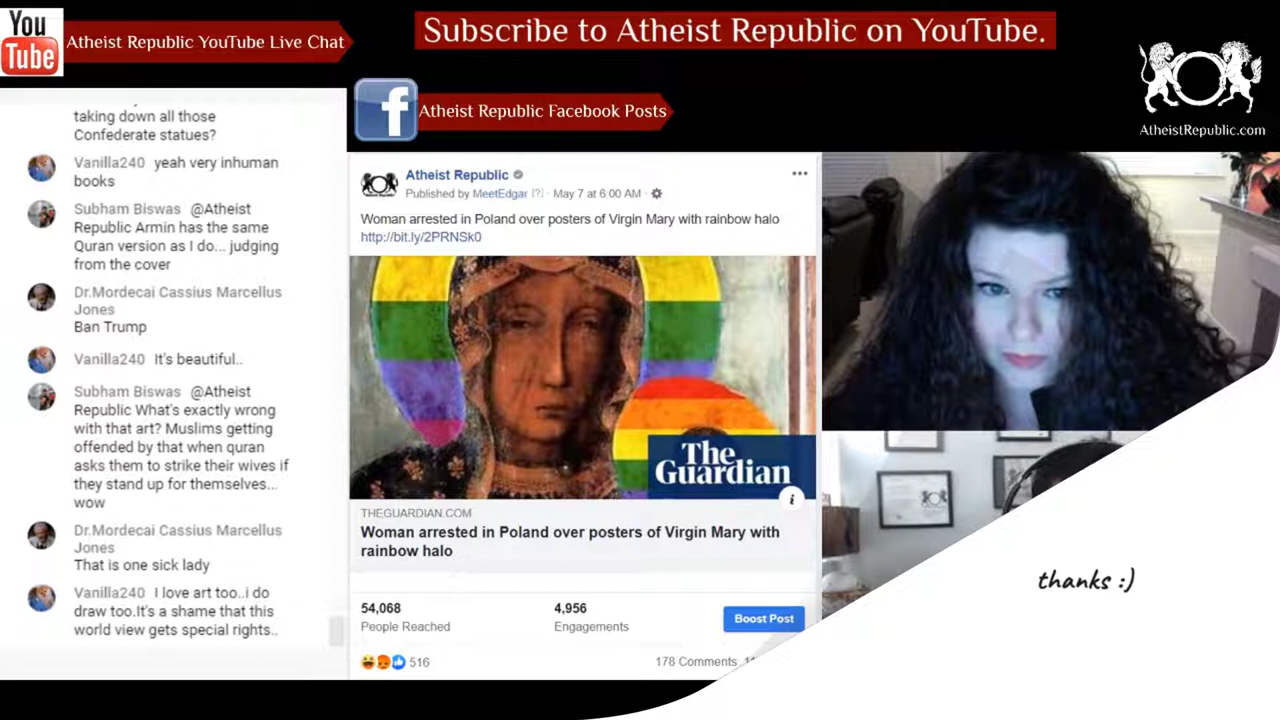 You
Tube
Atheist Republic YouTube Live Chat
Subscribe to Atheist Republic on YouTube.
AtheistRepublic.com
f
Atheist Republic Facebook Posts
taking down all those
Confederate statues?
Vanilla240 yeah very inhuman
books
Subham Biswas @Atheist
Republic Armin has the same
Quran version as I do... judging
from the cover
Dr.Mordecai Cassius Marcellus
Jones
Ban Trump
Vanilla240 It's beautiful..
Subham Biswas @Atheist
Republic What's exactly wrong
with that art? Muslims getting
offended by that when quran
asks them to strike their wives if
they stand up for themselves...
wow
Dr.Mordecai Cassius Marcellus
Jones
That is one sick lady
Vanilla240 I love art too..i do
draw too.It's a shame that this
world view gets special rights..
Atheist Republic
Published by MeetEdgar [?] · May 7 at 6:00 AM ·
Woman arrested in Poland over posters of Virgin Mary with rainbow halo
http://bit.ly/2PRNSk0
The
Guardian
i
THEGUARDIAN.COM
Woman arrested in Poland over posters of Virgin Mary with
rainbow halo
54,068
People Reached
4,956
Engagements
Boost Post
516
178 Comments
thanks :)